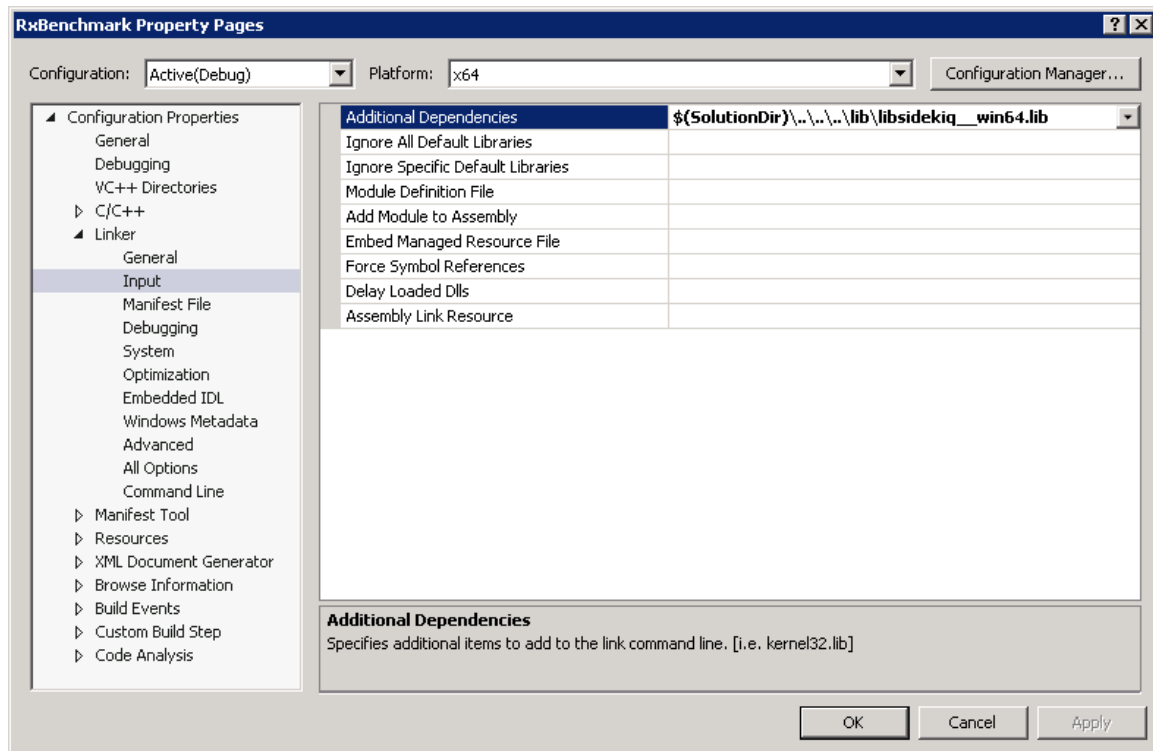 RxBenchmark Property Pages
Configuration: Active(Debug) Platform: x64 Configuration Manager...
Configuration Properties
General
Debugging
VC++ Directories
C/C++
Linker
General
Input
Manifest File
Debugging
System
Optimization
Embedded IDL
Windows Metadata
Advanced
All Options
Command Line
Manifest Tool
Resources
XML Document Generator
Browse Information
Build Events
Custom Build Step
Code Analysis
Additional Dependencies $(SolutionDir)\..\..\..\lib\libsidekiq__win64.lib
Ignore All Default Libraries
Ignore Specific Default Libraries
Module Definition File
Add Module to Assembly
Embed Managed Resource File
Force Symbol References
Delay Loaded Dlls
Assembly Link Resource
Additional Dependencies
Specifies additional items to add to the link command line. [i.e. kernel32.lib]
OK Cancel Apply